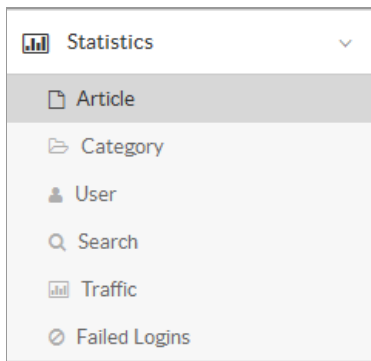 Statistics
Article
Category
User
Search
Traffic
Failed Logins